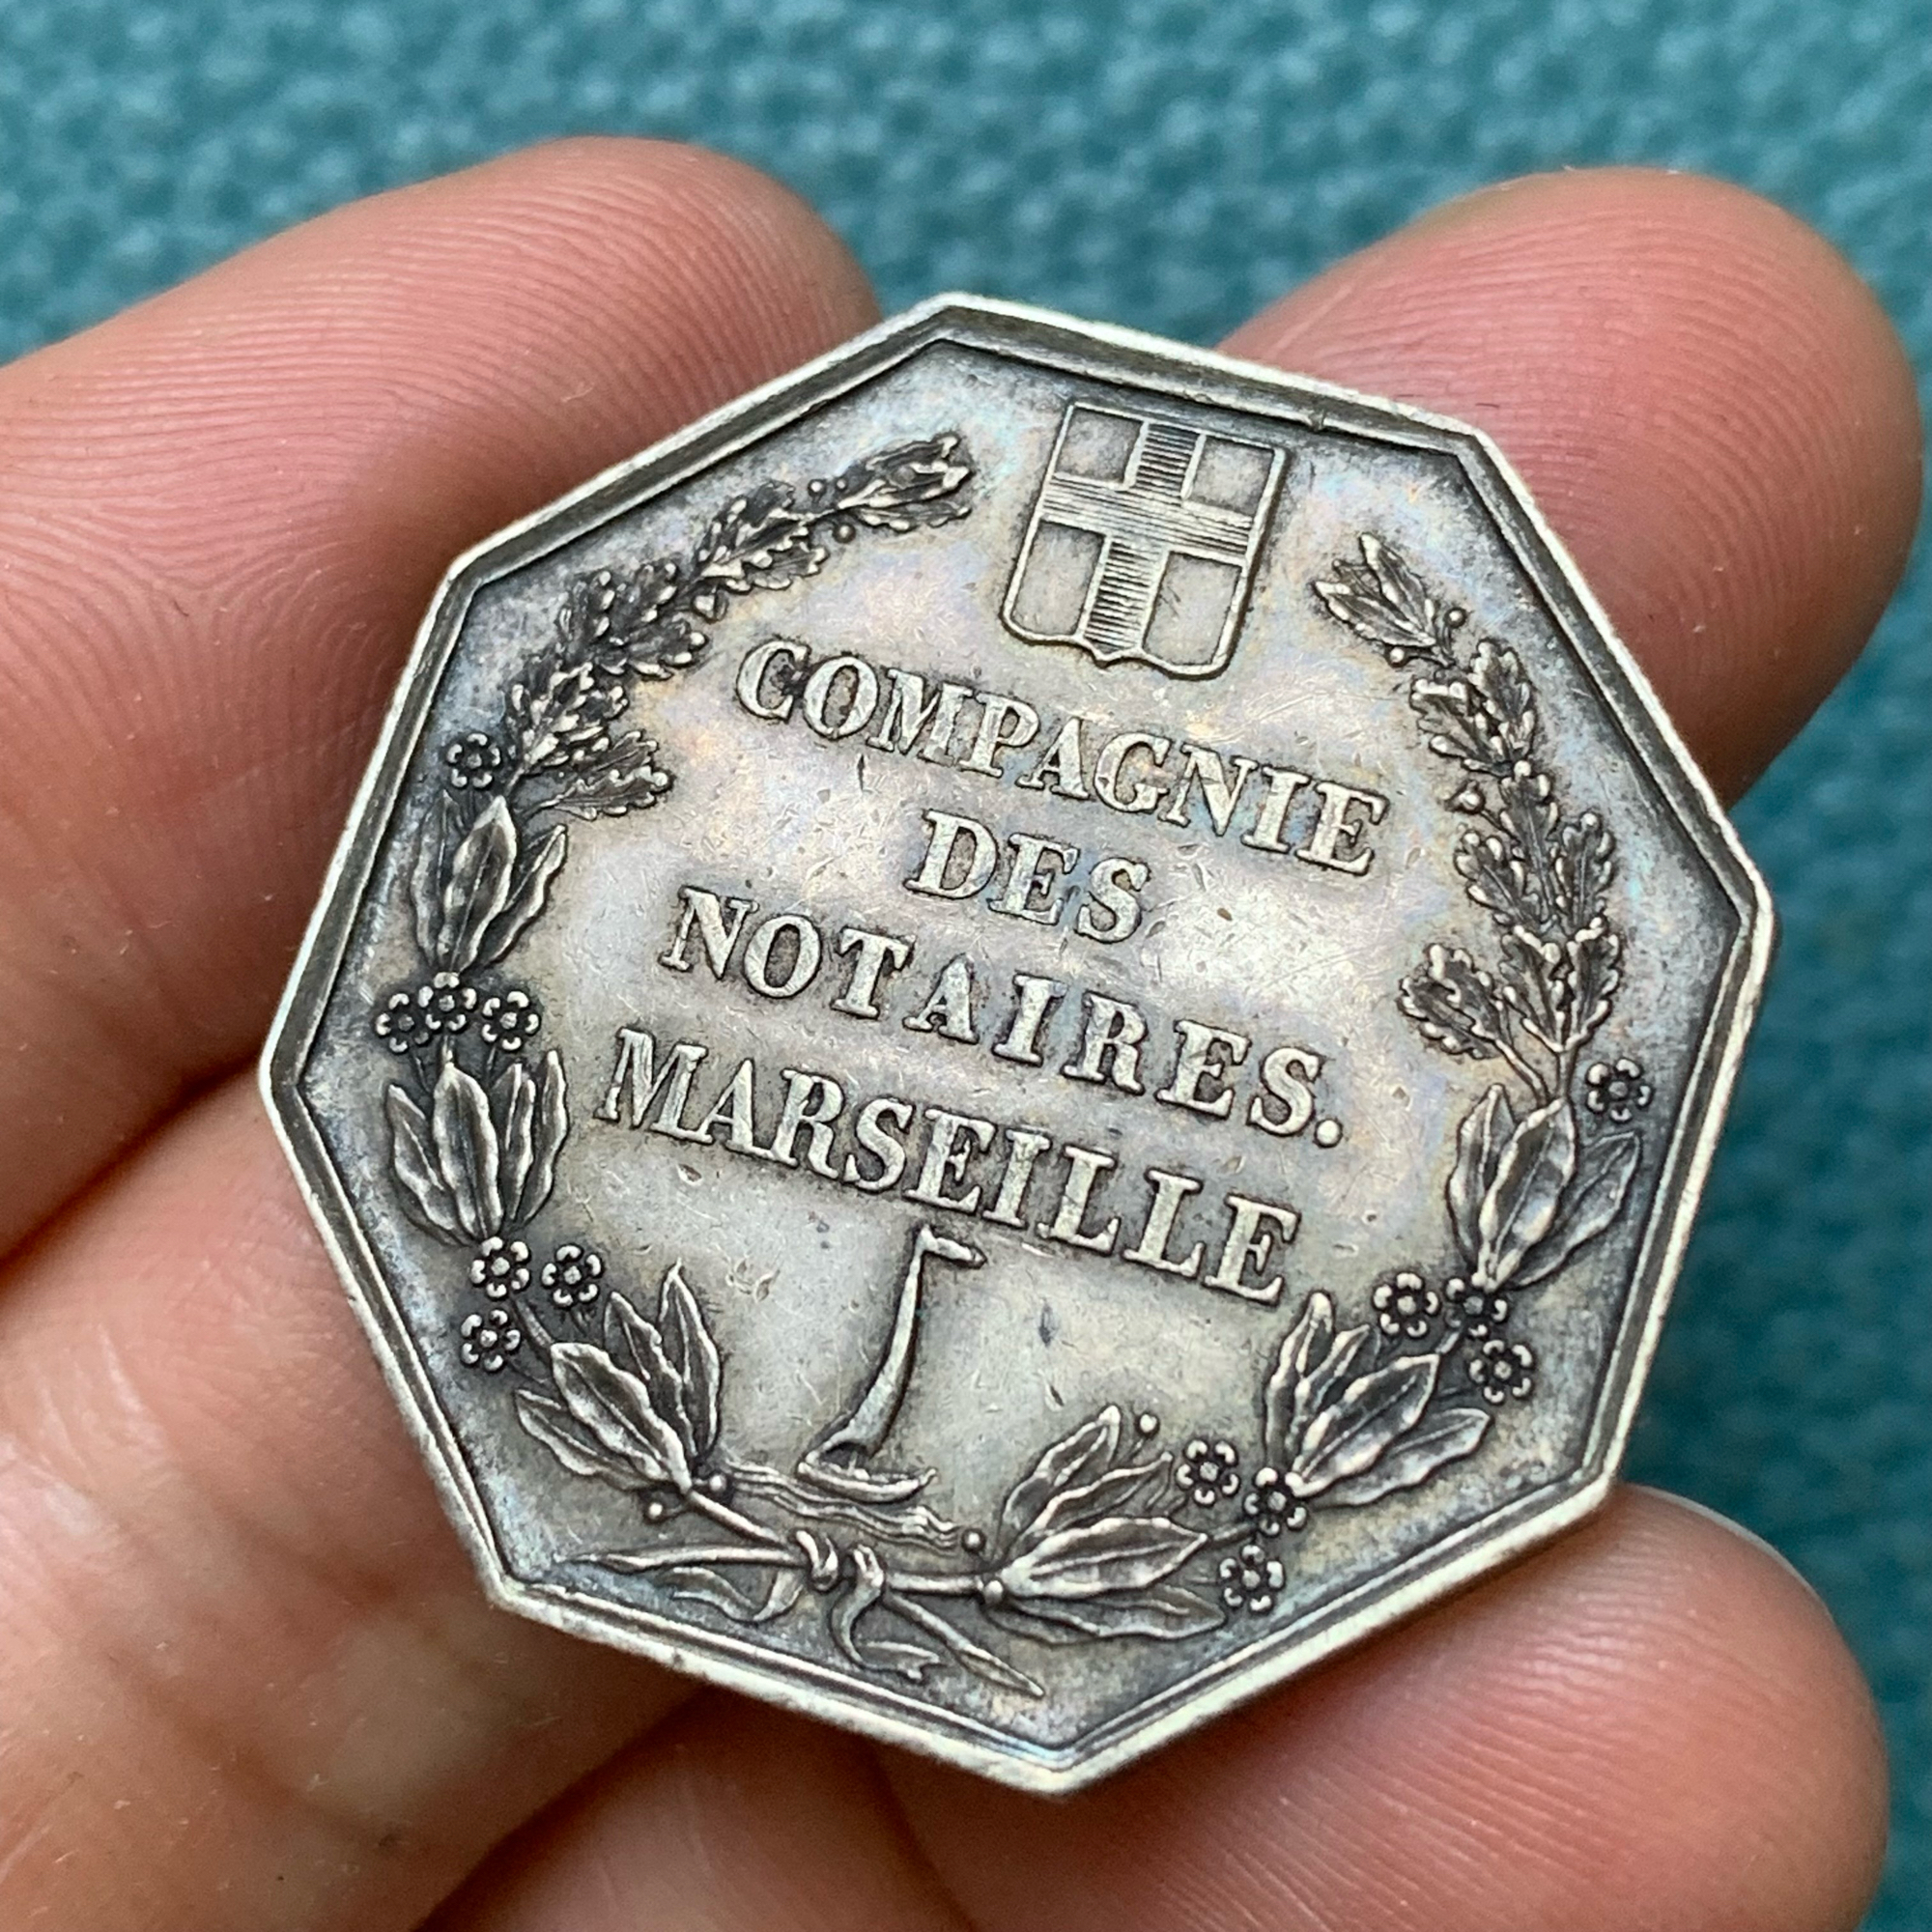 COMPAGNIE
DES
NOTAIRES.
MARSEILLE